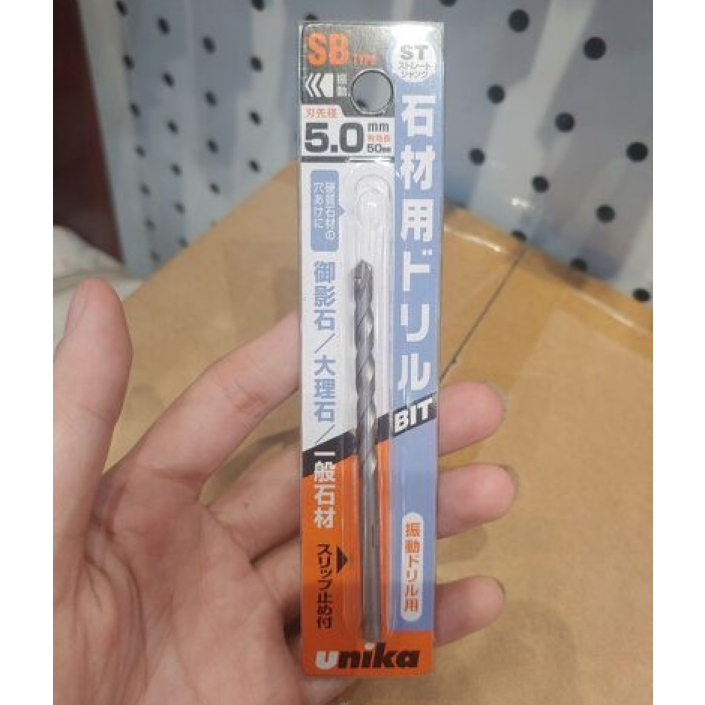 SB TYPE
振動
ST
ストレート
シャンク
刃先径
5.0mm
有効長
50mm
石材用ドリル
BIT
硬質石材の
穴あけに
御影石/大理石/一般石材
スリップ止め付
振動ドリル用
unika